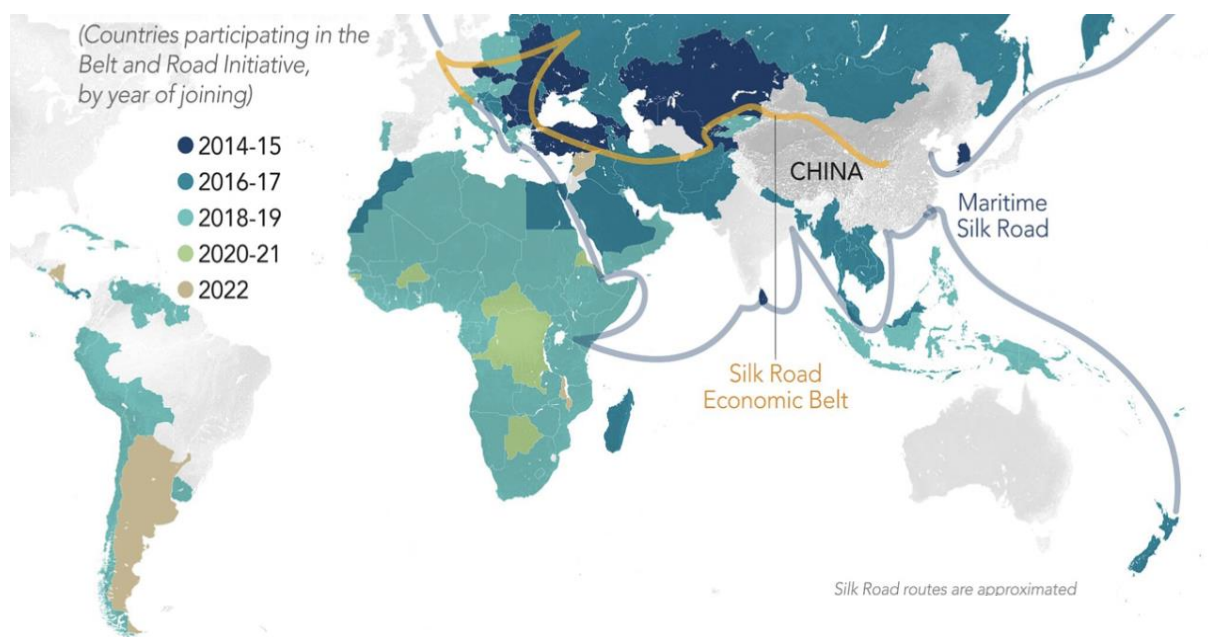 (Countries participating in the
Belt and Road Initiative,
by year of joining)
2014-15
2016-17
2018-19
2020-21
2022
CHINA
Maritime
Silk Road
Silk Road
Economic Belt
Silk Road routes are approximated